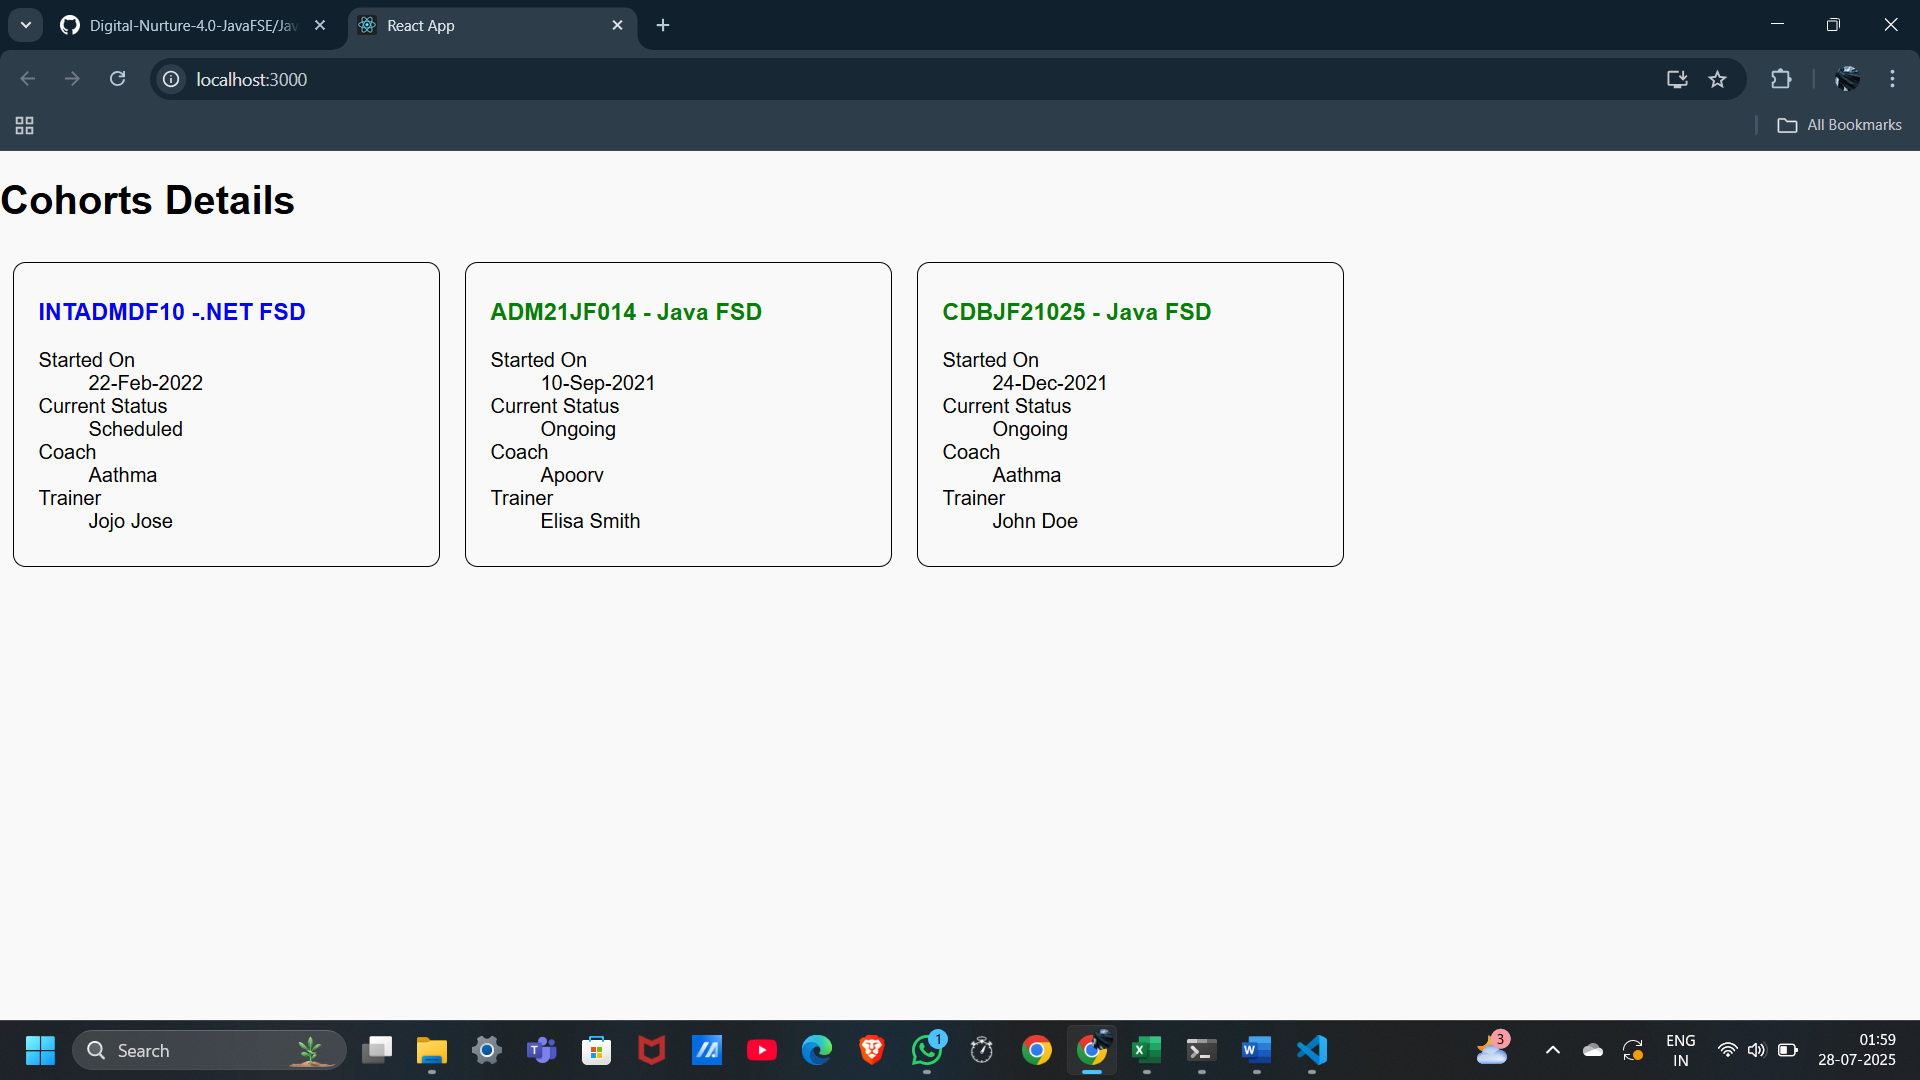 Digital-Nurture-4.0-JavaFSE/Jav
React App
localhost:3000
All Bookmarks
Cohorts Details
INTADMDF10 -.NET FSD
Started On
22-Feb-2022
Current Status
Scheduled
Coach
Aathma
Trainer
Jojo Jose
ADM21JF014 - Java FSD
Started On
10-Sep-2021
Current Status
Ongoing
Coach
Apoorv
Trainer
Elisa Smith
CDBJF21025 - Java FSD
Started On
24-Dec-2021
Current Status
Ongoing
Coach
Aathma
Trainer
John Doe
Search
1
3
ENG
IN
01:59
28-07-2025